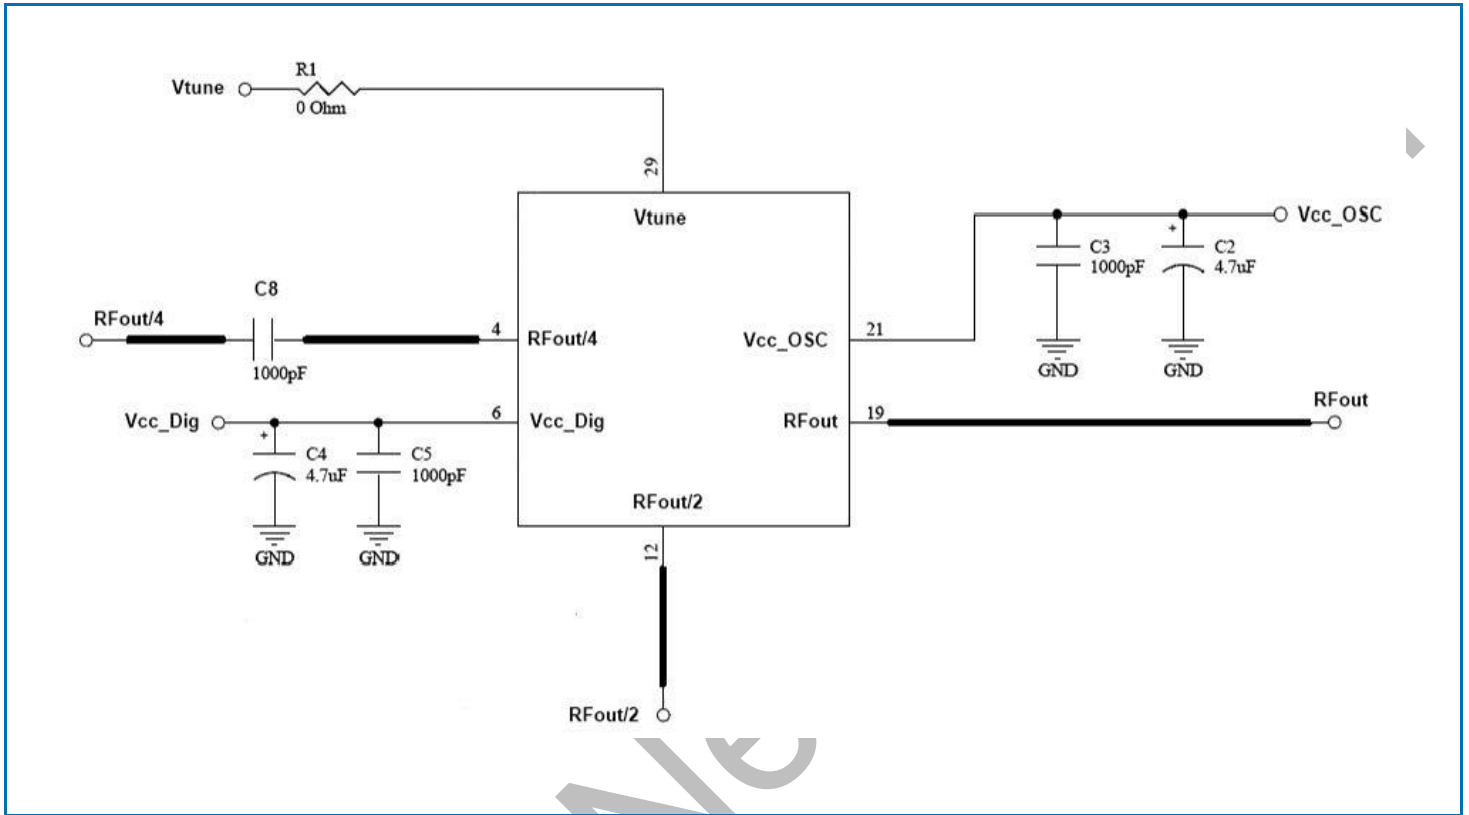 R1
Vtune
0 Ohm
29
Vtune
Vcc_OSC
+
C3
1000pF
C2
4.7uF
GND
GND
C8
RFout/4
4
RFout/4
1000pF
Vcc_OSC
21
Vcc_Dig
6
Vcc_Dig
RFout
19
RFout
+
C4
4.7uF
C5
1000pF
GND
GND
RFout/2
12
RFout/2
Ne